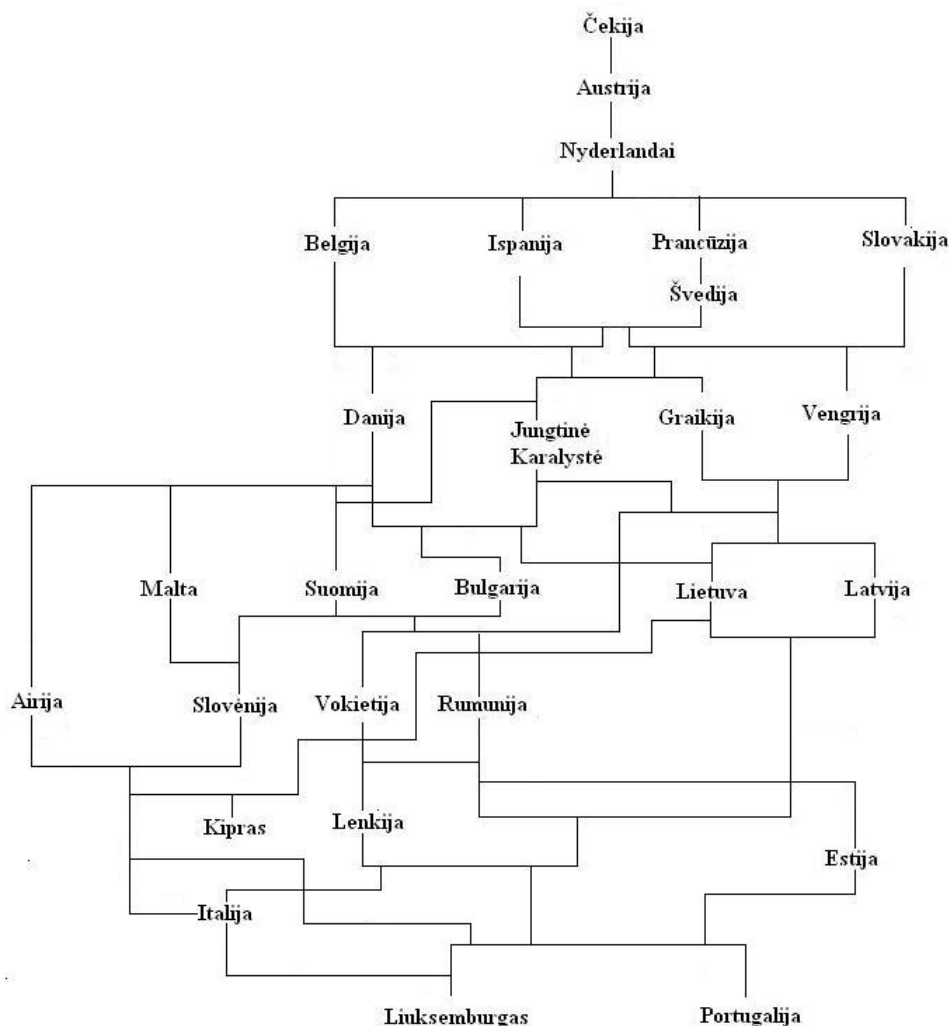 Čekija
Austrija
Nyderlandai
Belgija
Ispanija
Prancūzija
Slovakija
Švedija
Danija
Jungtinė
Karalystė
Graikija
Vengrija
Malta
Suomija
Bulgarija
Lietuva
Latvija
Airija
Slovėnija
Vokietija
Rumunija
Kipras
Lenkija
Estija
Italija
Liuksemburgas
Portugalija